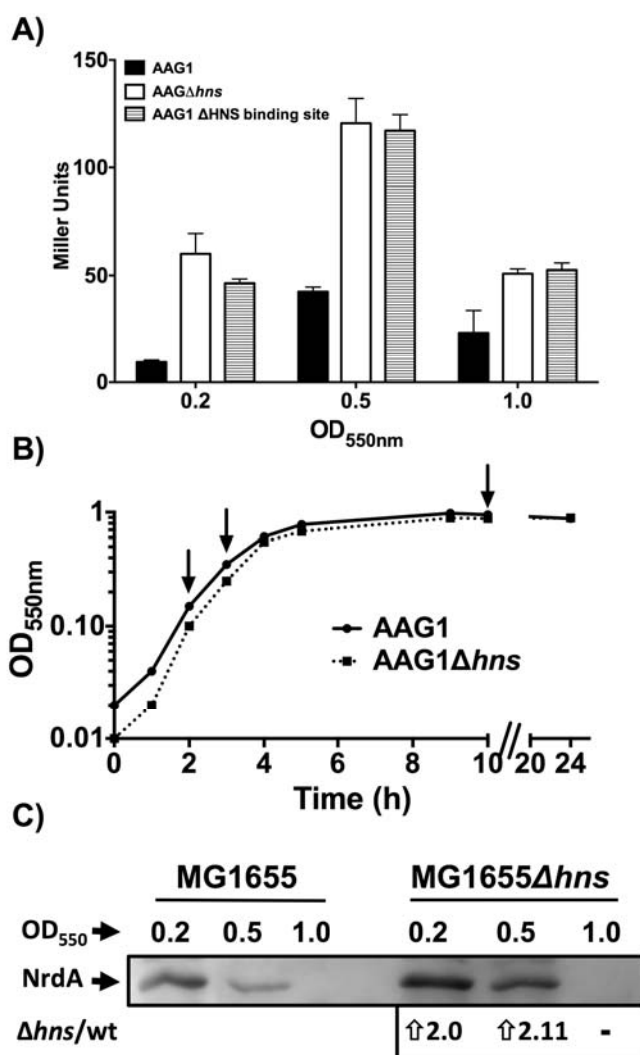 A)
150
100
50
0
Miller Units
AAG1
AAGΔhns
AAG1 ΔHNS binding site
0.2 0.5 1.0
OD550nm
B)
1
0.10
0.01
OD550nm
AAG1
AAG1Δhns
0 2 4 6 8 10 20 24
Time (h)
C)
MG1655 MG1655Δhns
OD550 0.2 0.5 1.0 0.2 0.5 1.0
NrdA
Δhns/wt ⇧2.0 ⇧2.11 -